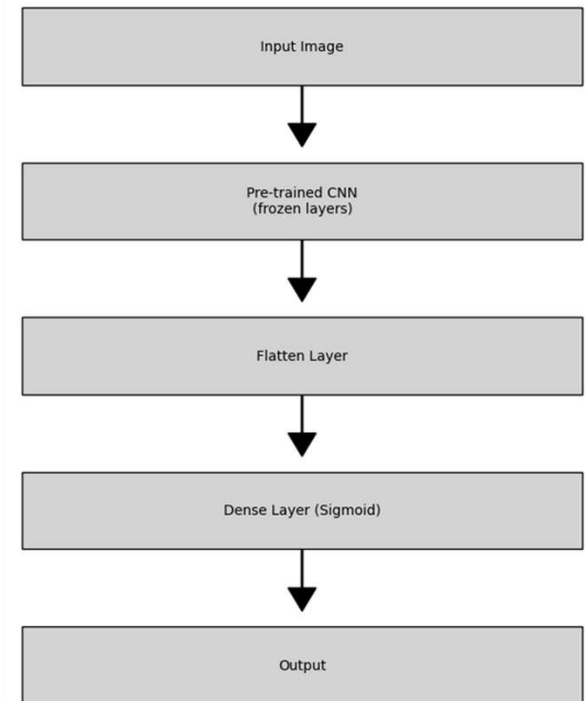 Input Image
Pre-trained CNN
(frozen layers)
Flatten Layer
Dense Layer (Sigmoid)
Output